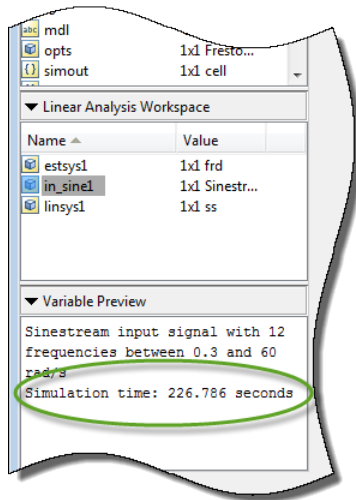 abc mdl
opts 1x1 Fresto...
{} simout 1x1 cell
Linear Analysis Workspace
Name Value
estsys1 1x1 frd
in_sine1 1x1 Sinestr...
linsys1 1x1 ss
Variable Preview
Sinestream input signal with 12
frequencies between 0.3 and 60
rad/s
Simulation time: 226.786 seconds